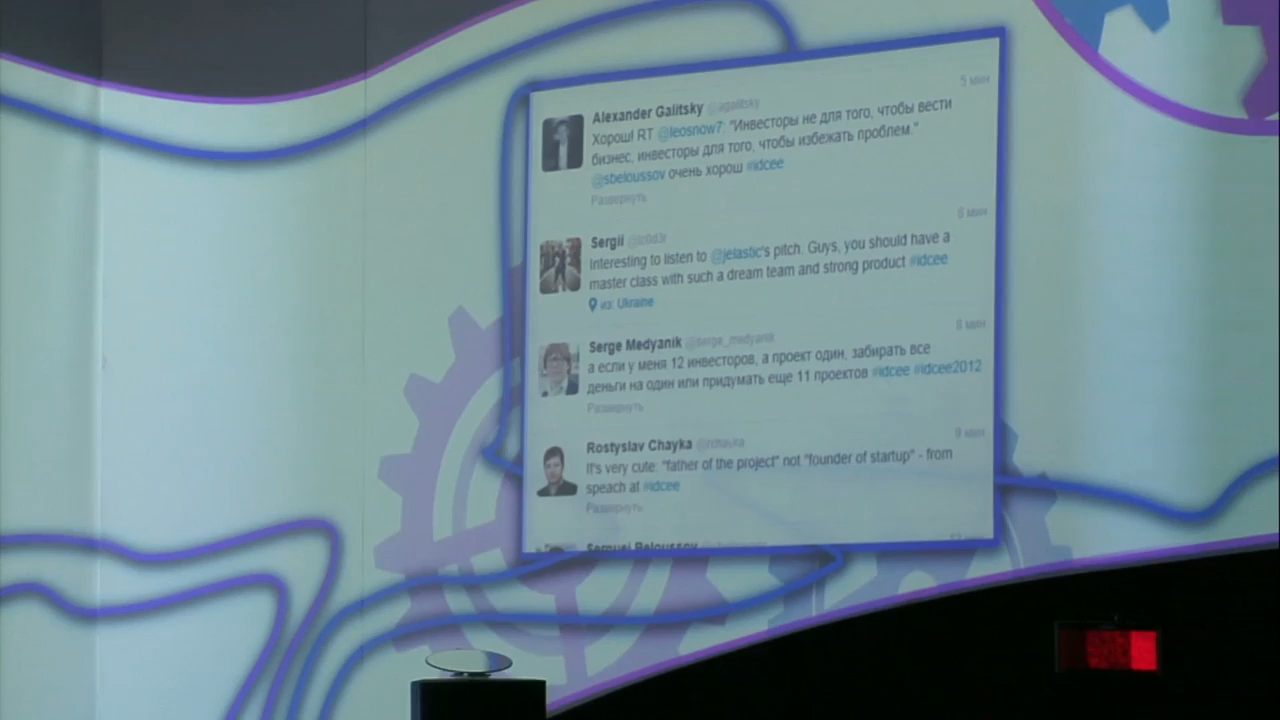 5 мин
Alexander Galitsky @agalitsky
Хорош! RT @leosnow7: "Инвесторы не для того, чтобы вести
бизнес, инвесторы для того, чтобы избежать проблем."
@sbeloussov очень хорош #idcee
Развернуть
6 мин
Sergii
Interesting to listen to @jelastic's pitch. Guys, you should have a
master class with such a dream team and strong product #idcee
из: Ukraine
8 мин
Serge Medyanik @serge_medyanik
а если у меня 12 инвесторов, а проект один, забирать все
деньги на один или придумать еще 11 проектов #idcee #idcee2012
Развернуть
9 мин
Rostyslav Chayka @rchayka
It's very cute: "father of the project" not "founder of startup" - from
speach at #idcee
Развернуть
Serguei Beloussov